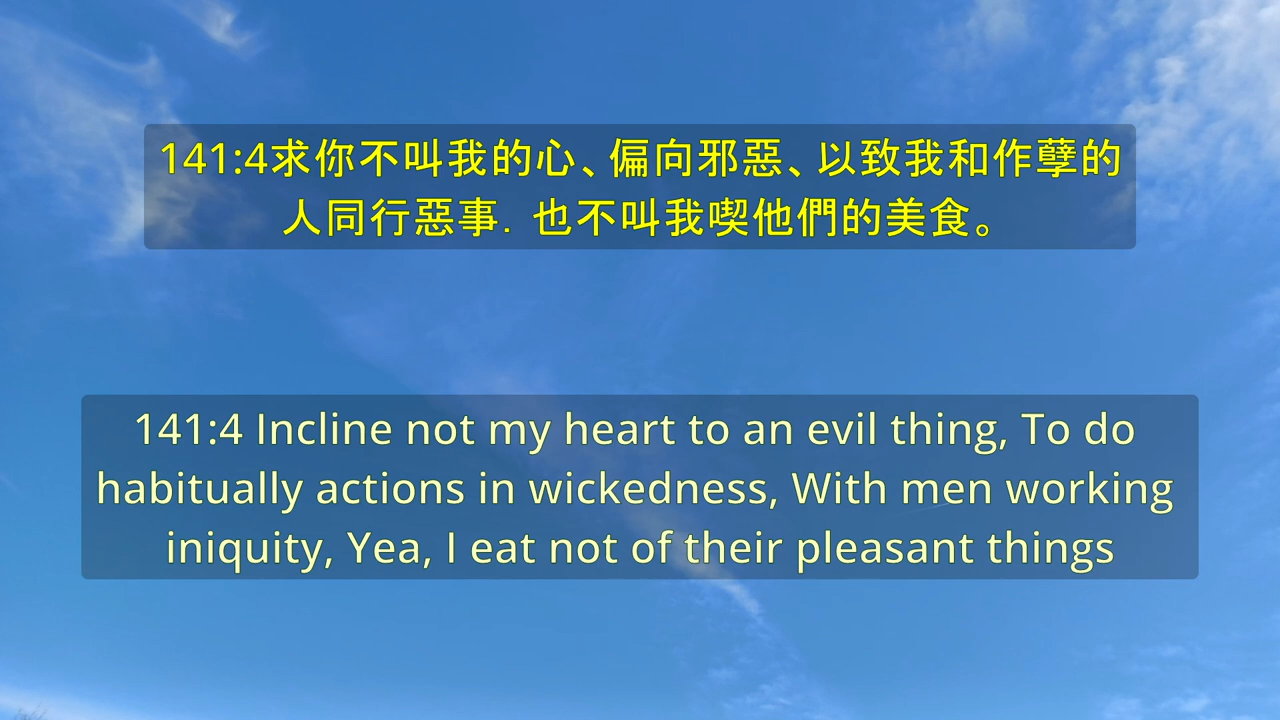 141:4求你不叫我的心、偏向邪惡、以致我和作孽的
人同行惡事．也不叫我喫他們的美食。
141:4 Incline not my heart to an evil thing, To do
habitually actions in wickedness, With men working
iniquity, Yea, I eat not of their pleasant things